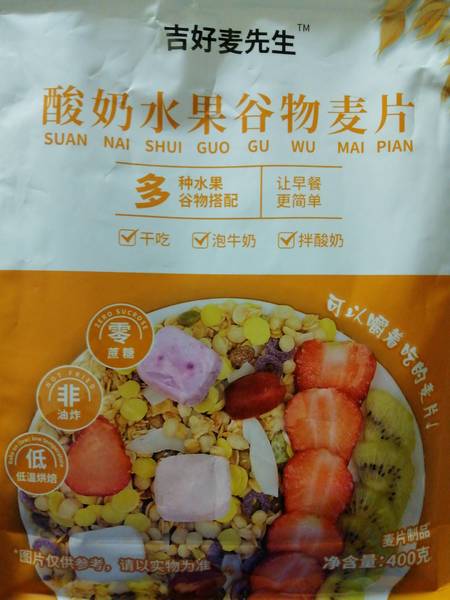 吉好麦先生™
酸奶水果谷物麦片
SUAN NAI SHUI GUO GU WU MAI PIAN
多 种水果
谷物搭配
让早餐
更简单
干吃 泡牛奶 拌酸奶
可以嚼着吃的麦片!
ZERO SUCROSE
零
蔗糖
NOT FRIED
非
油炸
低
低温烘焙
麦片制品
*图片仅供参考,请以实物为准
净含量:400克